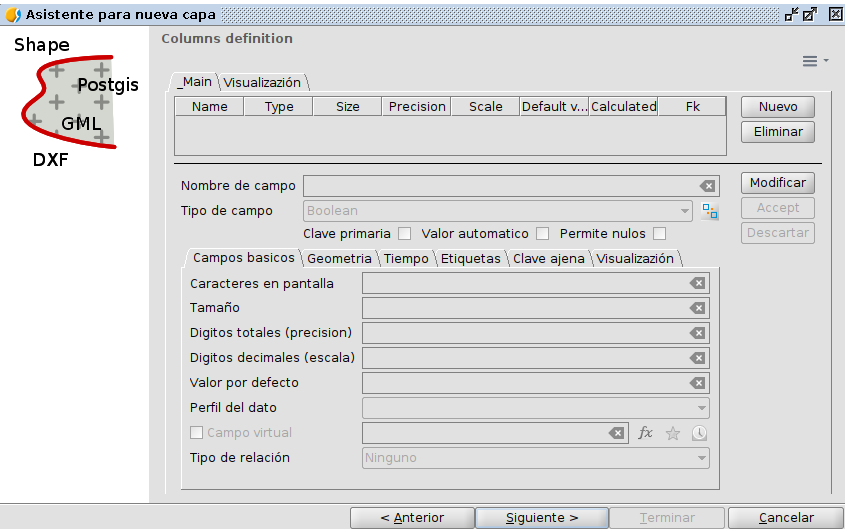 Asistente para nueva capa
Shape
Postgis
GML
DXF
Columns definition
_Main Visualización
Name Type Size Precision Scale Default v... Calculated Fk
Nuevo
Eliminar
Nombre de campo
Modificar
Tipo de campo Boolean
Accept
Clave primaria Valor automatico Permite nulos
Descartar
Campos basicos Geometria Tiempo Etiquetas Clave ajena Visualización
Caracteres en pantalla
Tamaño
Digitos totales (precision)
Digitos decimales (escala)
Valor por defecto
Perfil del dato
Campo virtual fx
Tipo de relación Ninguno
< Anterior Siguiente > Terminar Cancelar